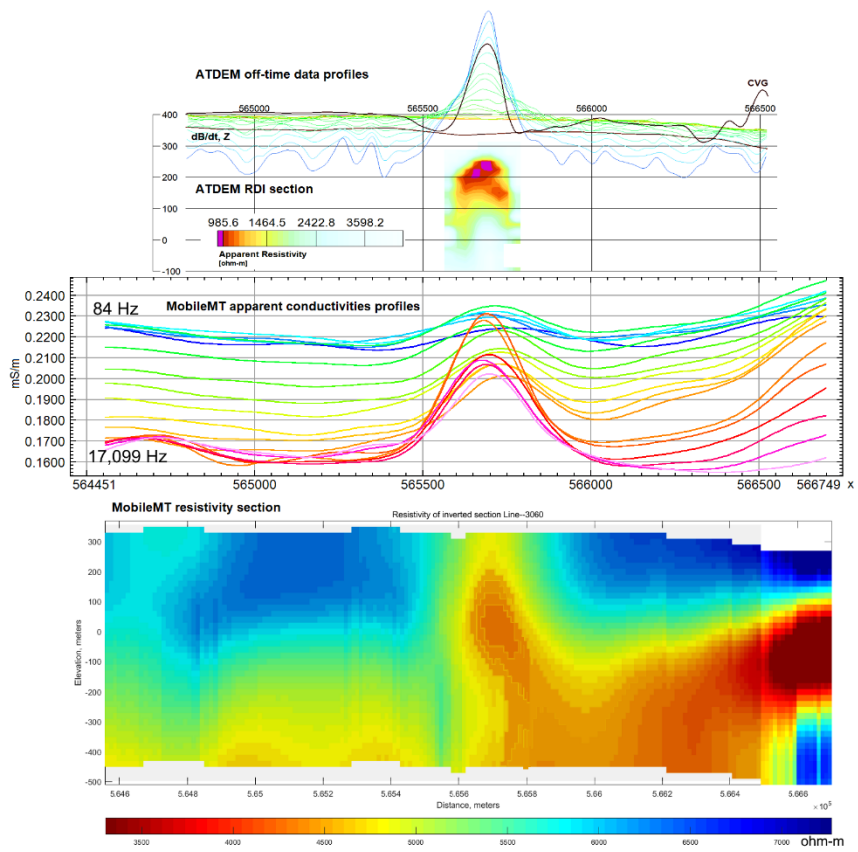 ATDEM off-time data profiles
CVG
565000 565500 566000 566500
400
dB/dt, Z
300
200
ATDEM RDI section
100
985.6 1464.5 2422.8 3598.2
0
Apparent Resistivity
[ohm-m]
-100
84 Hz
MobileMT apparent conductivities profiles
mS/m
0.2400
0.2300
0.2200
0.2100
0.2000
0.1900
0.1800
0.1700
0.1600
17,099 Hz
564451 565000 565500 566000 566500 566749 x
MobileMT resistivity section
Resistivity of inverted section Line--3060
Elevation, meters
300
200
100
0
-100
-200
-300
-400
-500
5.646 5.648 5.65 5.652 5.654 5.656 5.658 5.66 5.662 5.664 5.666
Distance, meters
× 10⁵
3500 4000 4500 5000 5500 6000 6500 7000 ohm-m